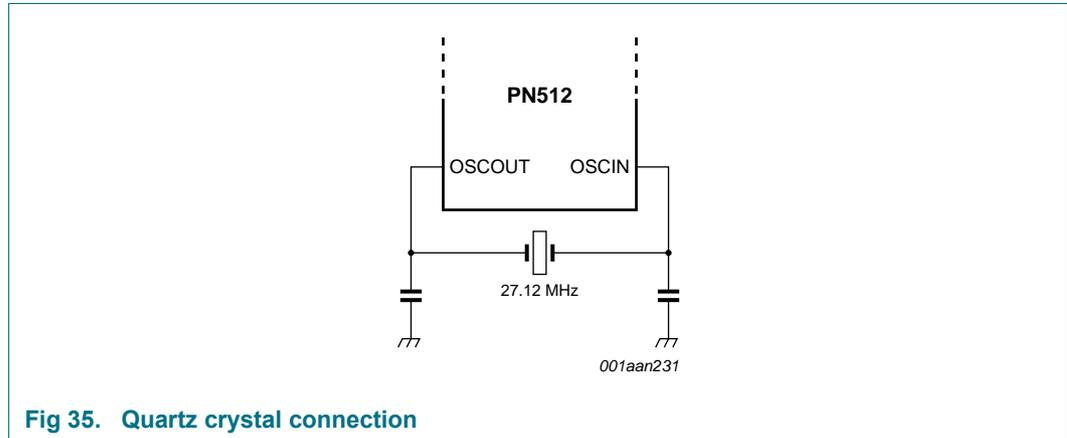 PN512
OSCOUT OSCIN
27.12 MHz
001aan231
Fig 35. Quartz crystal connection